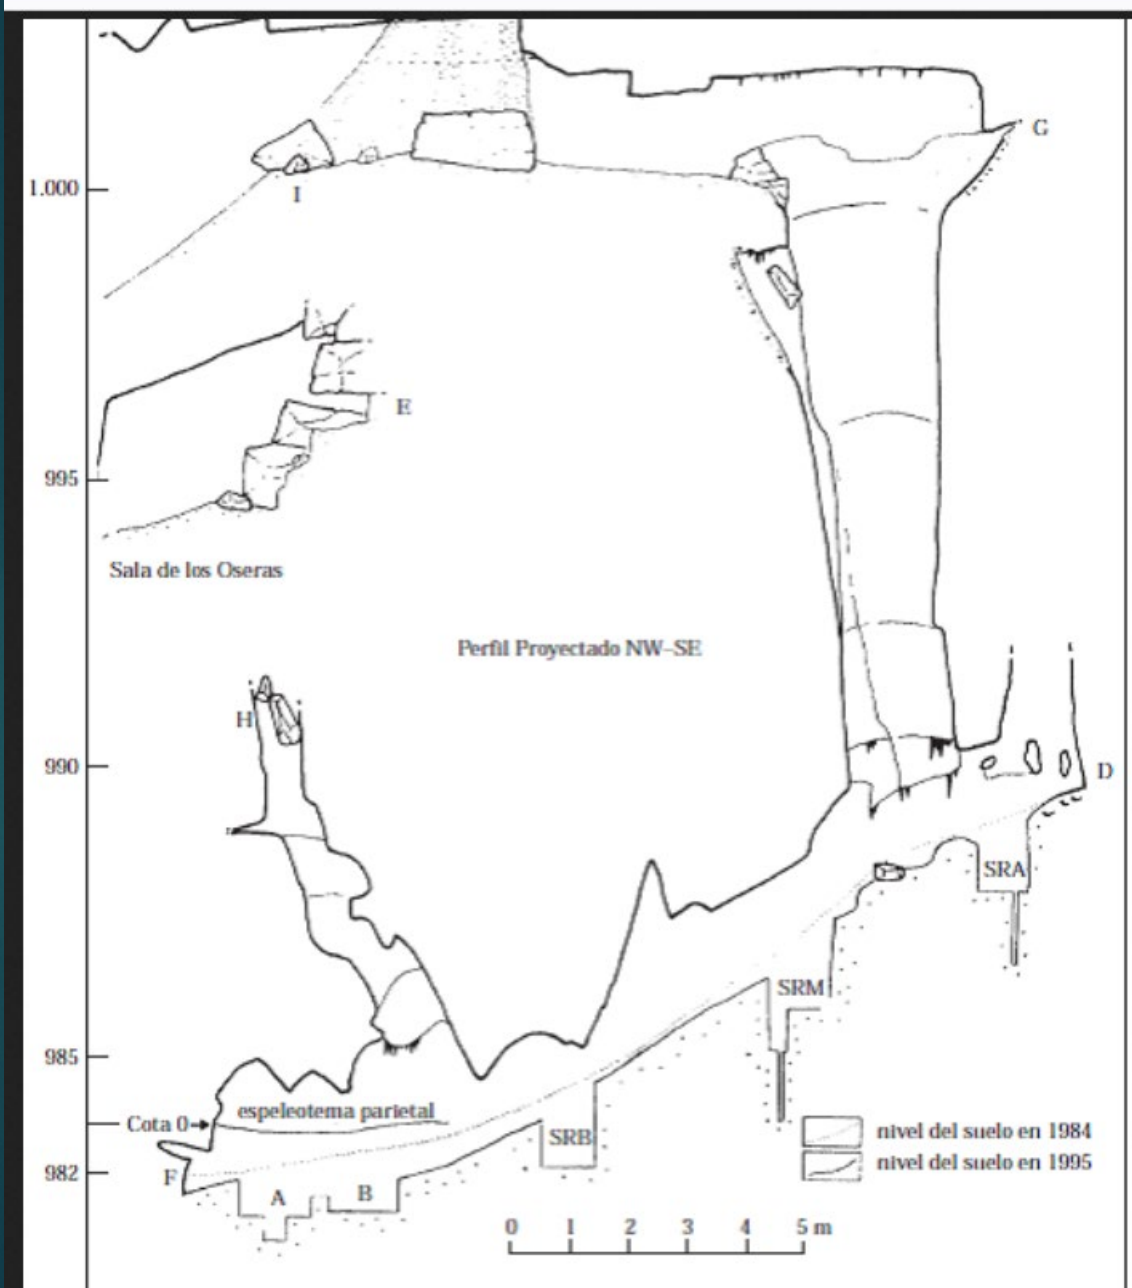 G
1.000
I
E
995
Sala de los Oseras
Perfil Proyectado NW–SE
H
990
D
SRA
SRM
985
espeleotema parietal
Cota 0
nivel del suelo en 1984
SRB
nivel del suelo en 1995
982
F
A
B
0 1 2 3 4 5 m